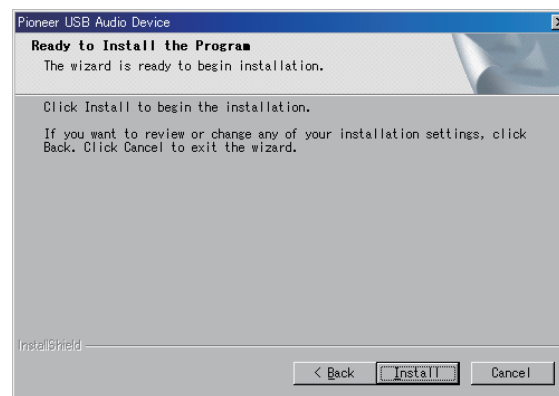 Pioneer USB Audio Device
Ready to Install the Program
The wizard is ready to begin installation.
Click Install to begin the installation.
If you want to review or change any of your installation settings, click
Back. Click Cancel to exit the wizard.
InstallShield
< Back Install Cancel